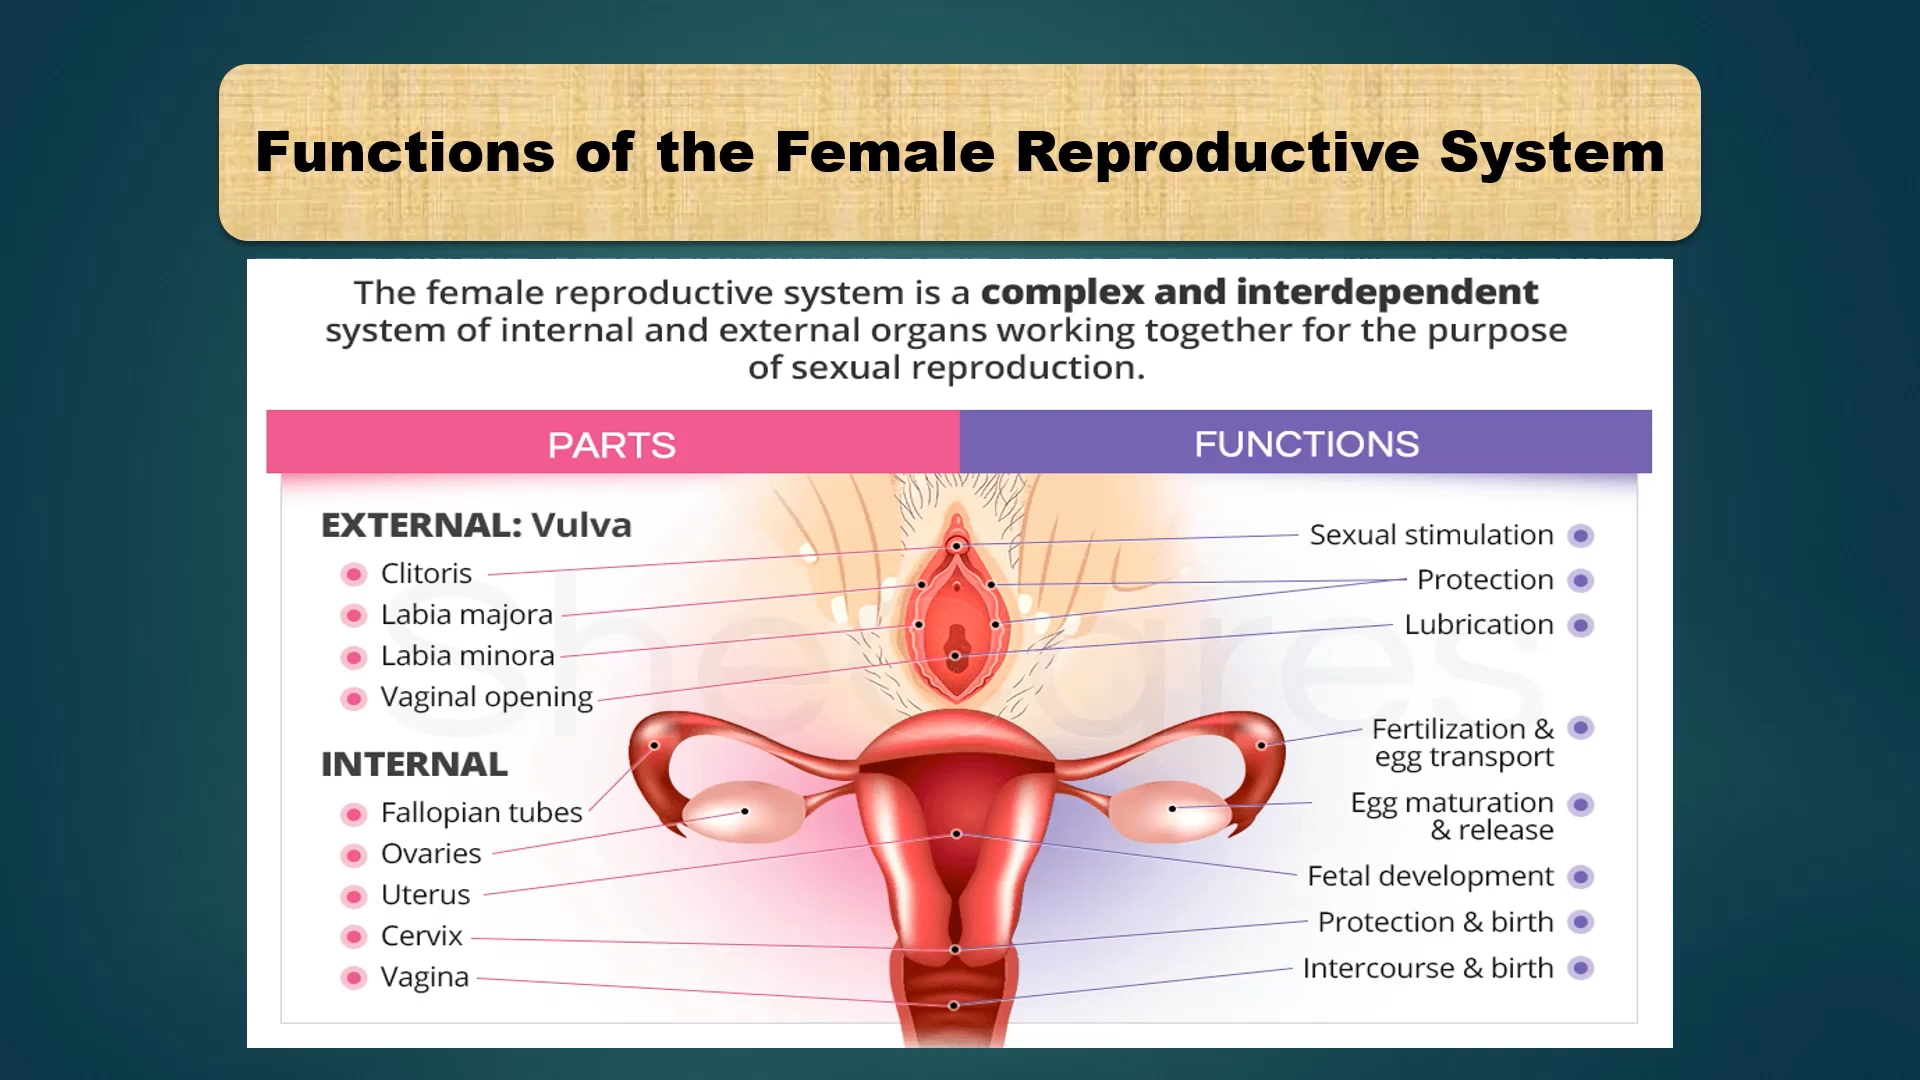 Functions of the Female Reproductive System
The female reproductive system is a complex and interdependent
system of internal and external organs working together for the purpose
of sexual reproduction.
PARTS
FUNCTIONS
EXTERNAL: Vulva
Clitoris
Labia majora
Labia minora
Vaginal opening
INTERNAL
Fallopian tubes
Ovaries
Uterus
Cervix
Vagina
Sexual stimulation
Protection
Lubrication
Fertilization &
egg transport
Egg maturation
& release
Fetal development
Protection & birth
Intercourse & birth